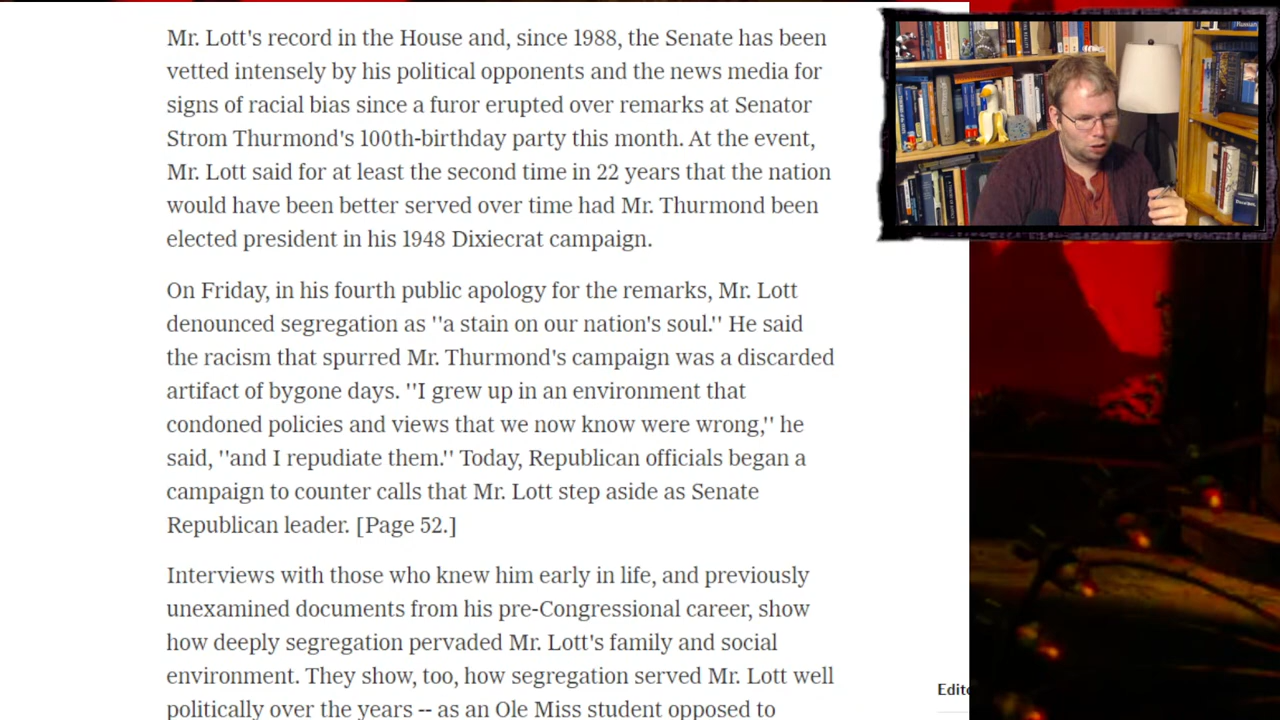 Mr. Lott's record in the House and, since 1988, the Senate has been
vetted intensely by his political opponents and the news media for
signs of racial bias since a furor erupted over remarks at Senator
Strom Thurmond's 100th-birthday party this month. At the event,
Mr. Lott said for at least the second time in 22 years that the nation
would have been better served over time had Mr. Thurmond been
elected president in his 1948 Dixiecrat campaign.
On Friday, in his fourth public apology for the remarks, Mr. Lott
denounced segregation as ''a stain on our nation's soul.'' He said
the racism that spurred Mr. Thurmond's campaign was a discarded
artifact of bygone days. ''I grew up in an environment that
condoned policies and views that we now know were wrong,'' he
said, ''and I repudiate them.'' Today, Republican officials began a
campaign to counter calls that Mr. Lott step aside as Senate
Republican leader. [Page 52.]
Interviews with those who knew him early in life, and previously
unexamined documents from his pre-Congressional career, show
how deeply segregation pervaded Mr. Lott's family and social
environment. They show, too, how segregation served Mr. Lott well
politically over the years -- as an Ole Miss student opposed to